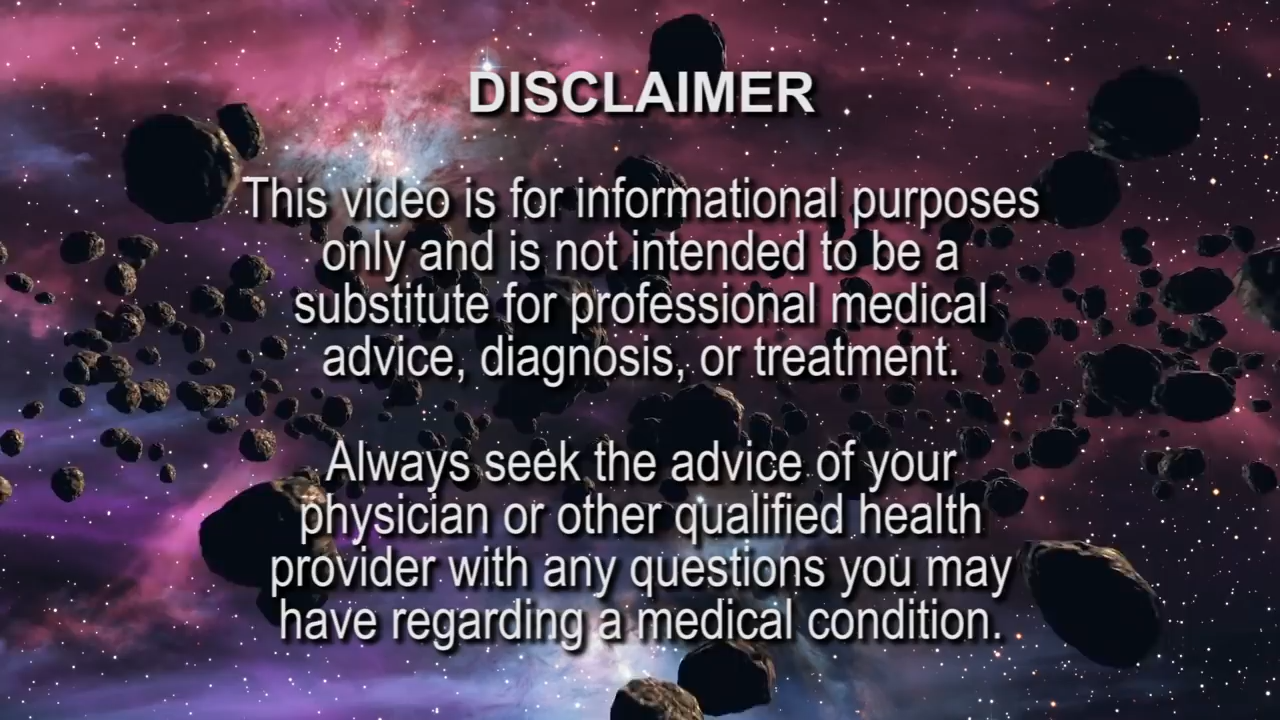 DISCLAIMER
This video is for informational purposes
only and is not intended to be a
substitute for professional medical
advice, diagnosis, or treatment.
Always seek the advice of your
physician or other qualified health
provider with any questions you may
have regarding a medical condition.